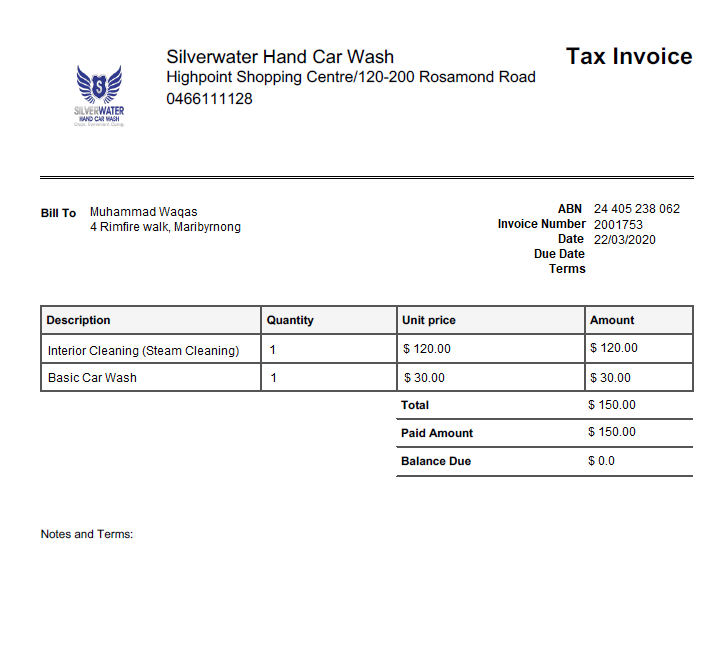 Silverwater Hand Car Wash
Tax Invoice
Highpoint Shopping Centre/120-200 Rosamond Road
0466111128
SILVERWATER
HAND CAR WASH
Bill To Muhammad Waqas
4 Rimfire walk, Maribyrnong
ABN 24 405 238 062
Invoice Number 2001753
Date 22/03/2020
Due Date
Terms
Description Quantity Unit price Amount
Interior Cleaning (Steam Cleaning) 1 $ 120.00 $ 120.00
Basic Car Wash 1 $ 30.00 $ 30.00
Total $ 150.00
Paid Amount $ 150.00
Balance Due $ 0.0
Notes and Terms: